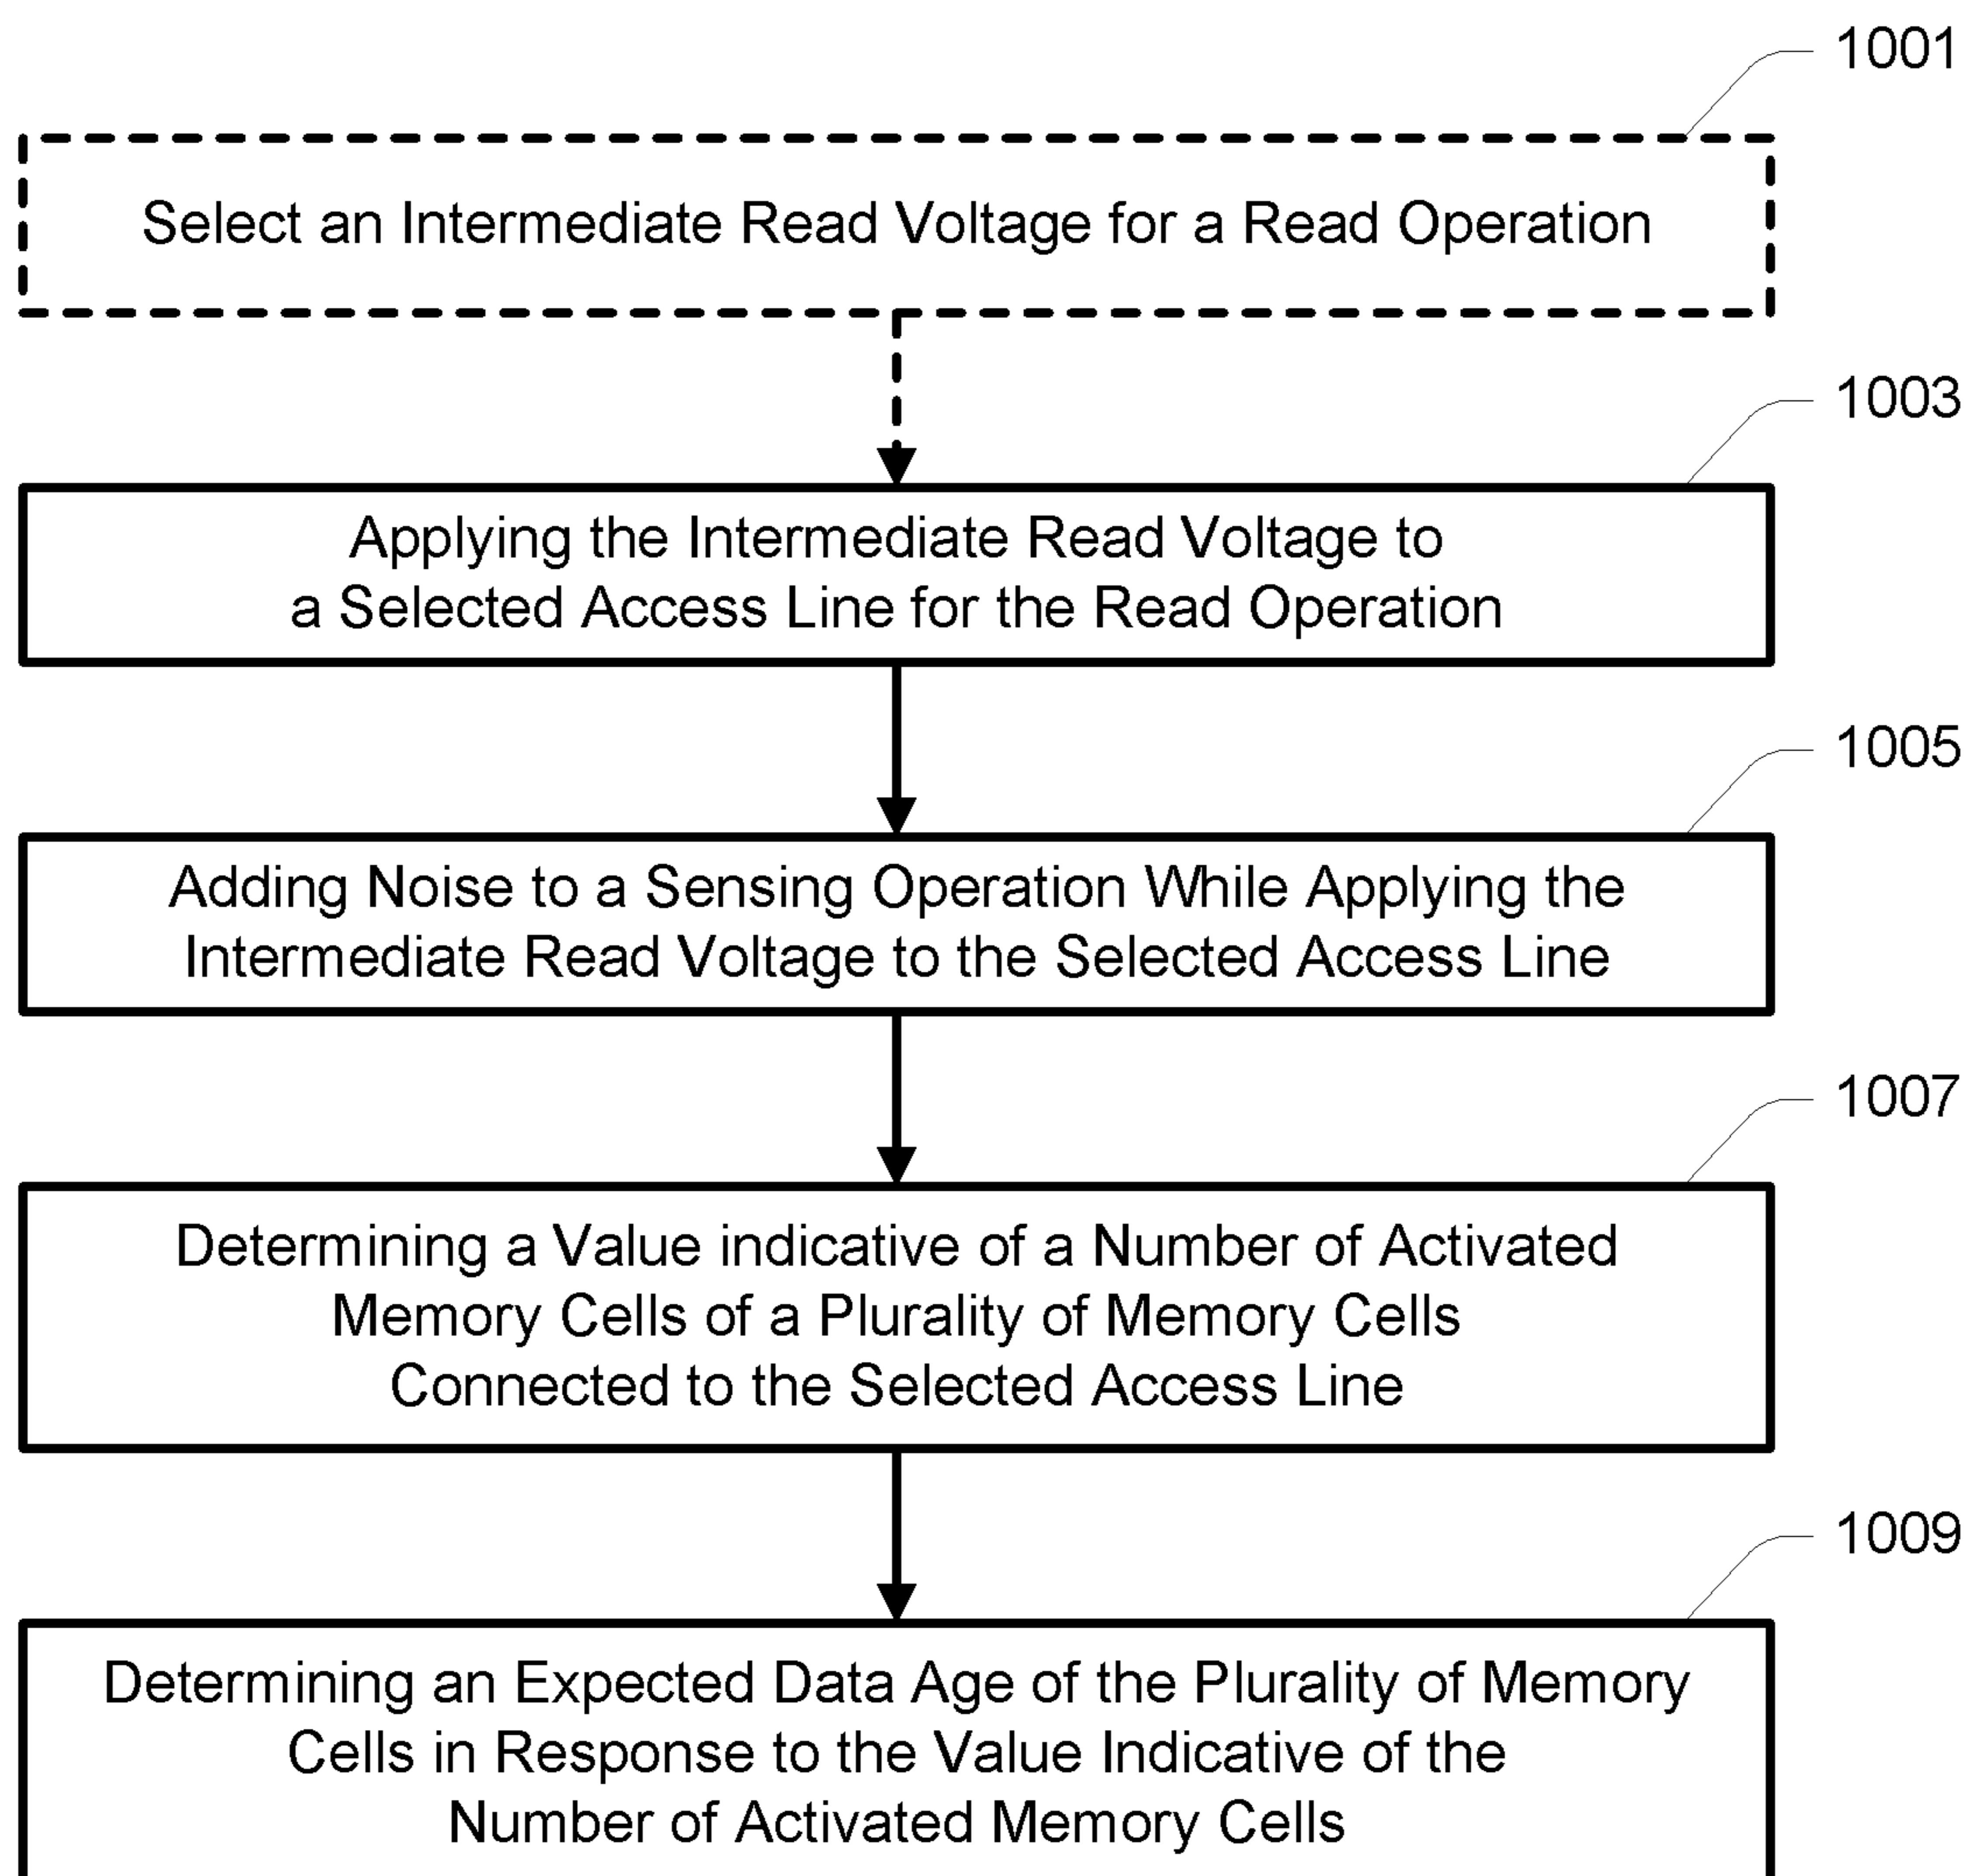 1001
Select an Intermediate Read Voltage for a Read Operation
1003
Applying the Intermediate Read Voltage to
a Selected Access Line for the Read Operation
1005
Adding Noise to a Sensing Operation While Applying the
Intermediate Read Voltage to the Selected Access Line
1007
Determining a Value indicative of a Number of Activated
Memory Cells of a Plurality of Memory Cells
Connected to the Selected Access Line
1009
Determining an Expected Data Age of the Plurality of Memory
Cells in Response to the Value Indicative of the
Number of Activated Memory Cells